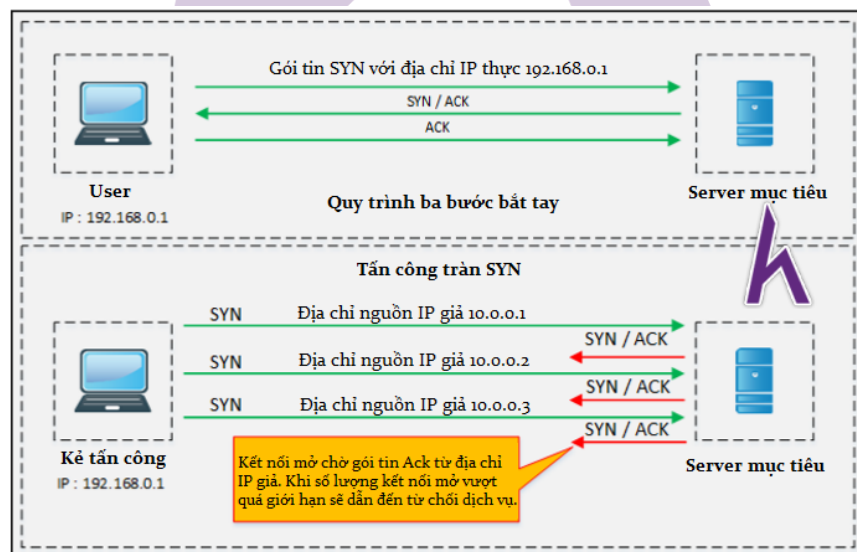 Gói tin SYN với địa chỉ IP thực 192.168.0.1
SYN / ACK
ACK
User
IP : 192.168.0.1
Quy trình ba bước bắt tay
Server mục tiêu
Tấn công tràn SYN
SYN Địa chỉ nguồn IP giả 10.0.0.1
SYN / ACK
SYN Địa chỉ nguồn IP giả 10.0.0.2
SYN / ACK
SYN Địa chỉ nguồn IP giả 10.0.0.3
SYN / ACK
Kẻ tấn công
IP : 192.168.0.1
Kết nối mở chờ gói tin Ack từ địa chỉ
IP giả. Khi số lượng kết nối mở vượt
quá giới hạn sẽ dẫn đến từ chối dịch vụ.
Server mục tiêu